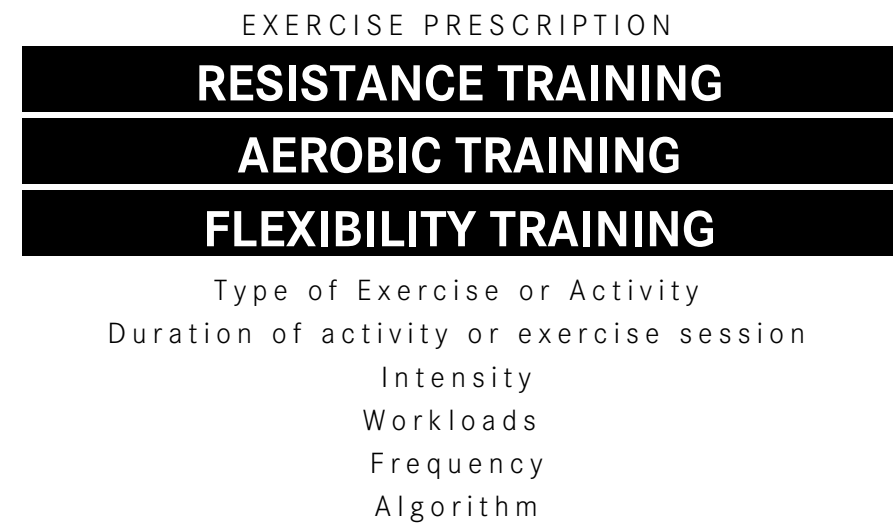 EXERCISE PRESCRIPTION
RESISTANCE TRAINING
AEROBIC TRAINING
FLEXIBILITY TRAINING
Type of Exercise or Activity
Duration of activity or exercise session
Intensity
Workloads
Frequency
Algorithm